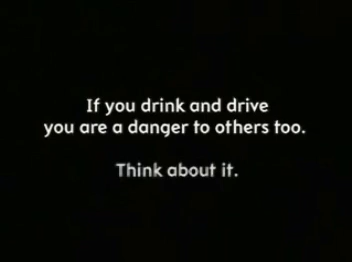 If you drink and drive
you are a danger to others too.
Think about it.